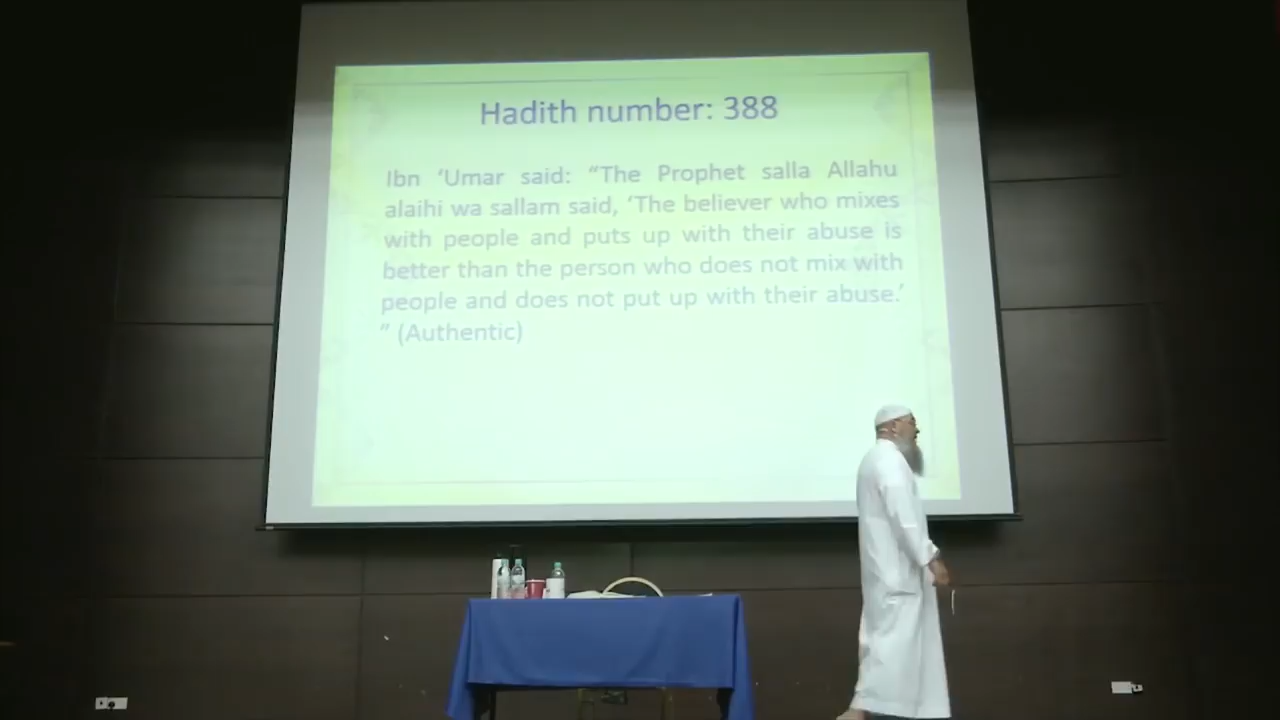 Hadith number: 388
Ibn ‘Umar said: “The Prophet salla Allahu
alaihi wa sallam said, ‘The believer who mixes
with people and puts up with their abuse is
better than the person who does not mix with
people and does not put up with their abuse.’
” (Authentic)